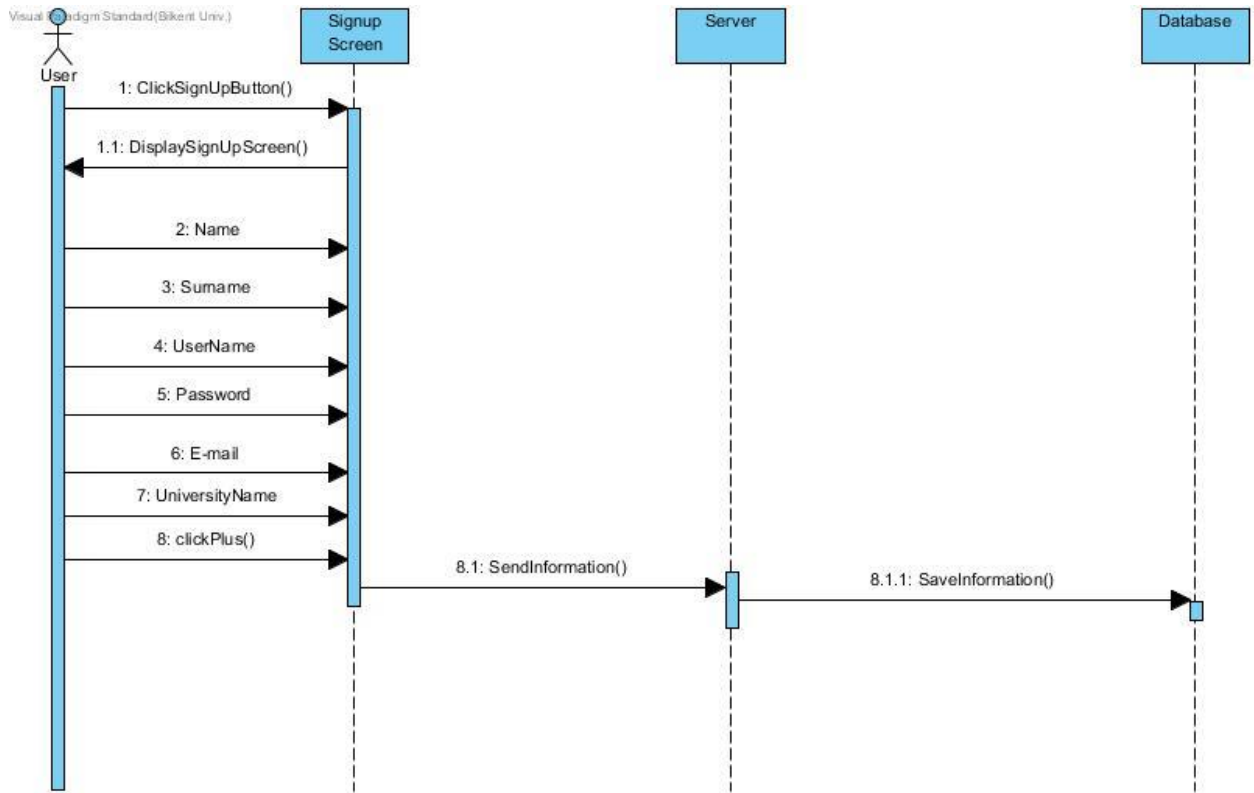 Visual Paradigm Standard(Bilkent Univ.)
User
Signup
Screen
Server
Database
1: ClickSignUpButton()
1.1: DisplaySignUpScreen()
2: Name
3: Surname
4: UserName
5: Password
6: E-mail
7: UniversityName
8: clickPlus()
8.1: SendInformation()
8.1.1: SaveInformation()